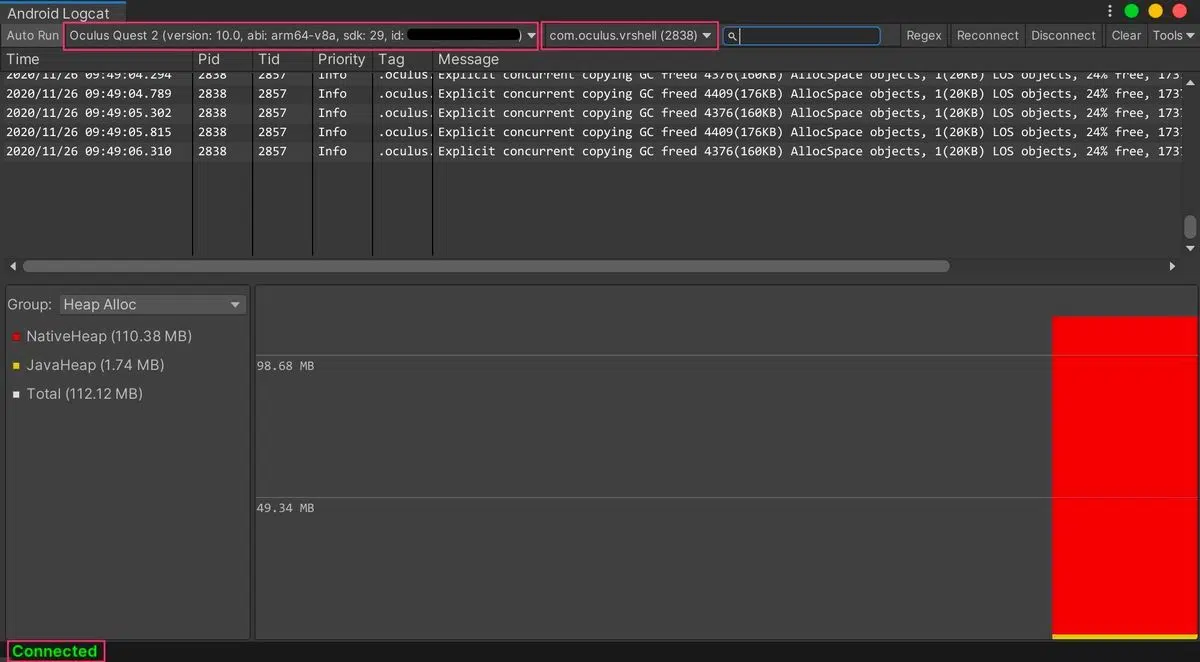 Android Logcat
Auto Run Oculus Quest 2 (version: 10.0, abi: arm64-v8a, sdk: 29, id: com.oculus.vrshell (2838) Regex Reconnect Disconnect Clear Tools
Time Pid Tid Priority Tag Message
2020/11/26 09:49:04.294 2838 2857 Info .oculus. Explicit concurrent copying GC freed 4376(160KB) AllocSpace objects, 1(20KB) LOS objects, 24% free, 173
2020/11/26 09:49:04.789 2838 2857 Info .oculus. Explicit concurrent copying GC freed 4409(176KB) AllocSpace objects, 1(20KB) LOS objects, 24% free, 173
2020/11/26 09:49:05.302 2838 2857 Info .oculus. Explicit concurrent copying GC freed 4376(160KB) AllocSpace objects, 1(20KB) LOS objects, 24% free, 173
2020/11/26 09:49:05.815 2838 2857 Info .oculus. Explicit concurrent copying GC freed 4409(176KB) AllocSpace objects, 1(20KB) LOS objects, 24% free, 173
2020/11/26 09:49:06.310 2838 2857 Info .oculus. Explicit concurrent copying GC freed 4376(160KB) AllocSpace objects, 1(20KB) LOS objects, 24% free, 173
Group: Heap Alloc
NativeHeap (110.38 MB)
JavaHeap (1.74 MB)
Total (112.12 MB)
98.68 MB
49.34 MB
Connected